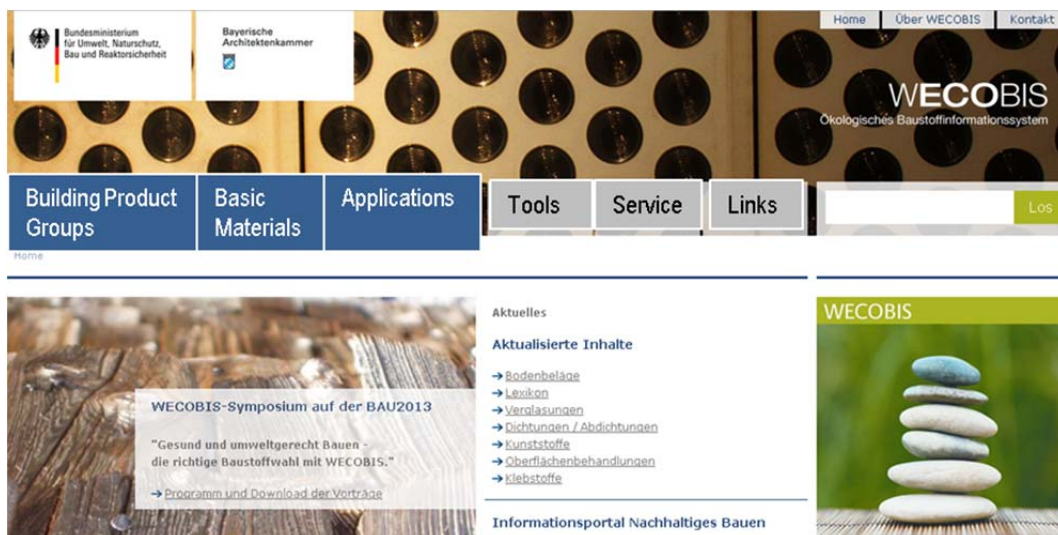 Bundesministerium
für Umwelt, Naturschutz,
Bau und Reaktorsicherheit
Bayerische
Architektenkammer
Home
Über WECOBIS
Kontakt
WECOBIS
Ökologisches Baustoffinformationssystem
Building Product
Groups
Basic
Materials
Applications
Tools
Service
Links
Los
Home
WECOBIS-Symposium auf der BAU2013
"Gesund und umweltgerecht Bauen -
die richtige Baustoffwahl mit WECOBIS."
→ Programm und Download der Vorträge
Aktuelles
Aktualisierte Inhalte
→ Bodenbeläge
→ Lexikon
→ Verglasungen
→ Dichtungen / Abdichtungen
→ Kunststoffe
→ Oberflächenbehandlungen
→ Klebstoffe
Informationsportal Nachhaltiges Bauen
WECOBIS